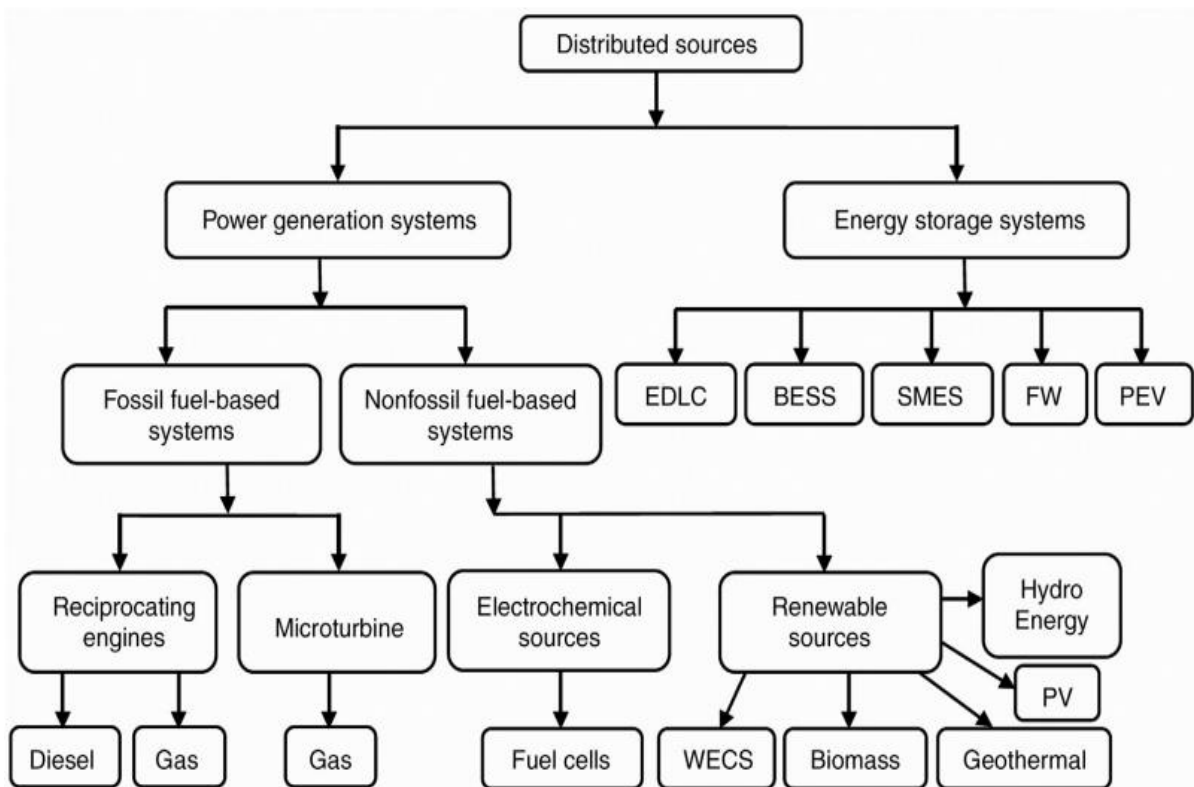 Distributed sources
Power generation systems
Energy storage systems
Fossil fuel-based
systems
Nonfossil fuel-based
systems
EDLC
BESS
SMES
FW
PEV
Reciprocating
engines
Microturbine
Electrochemical
sources
Renewable
sources
Hydro
Energy
PV
Diesel
Gas
Gas
Fuel cells
WECS
Biomass
Geothermal